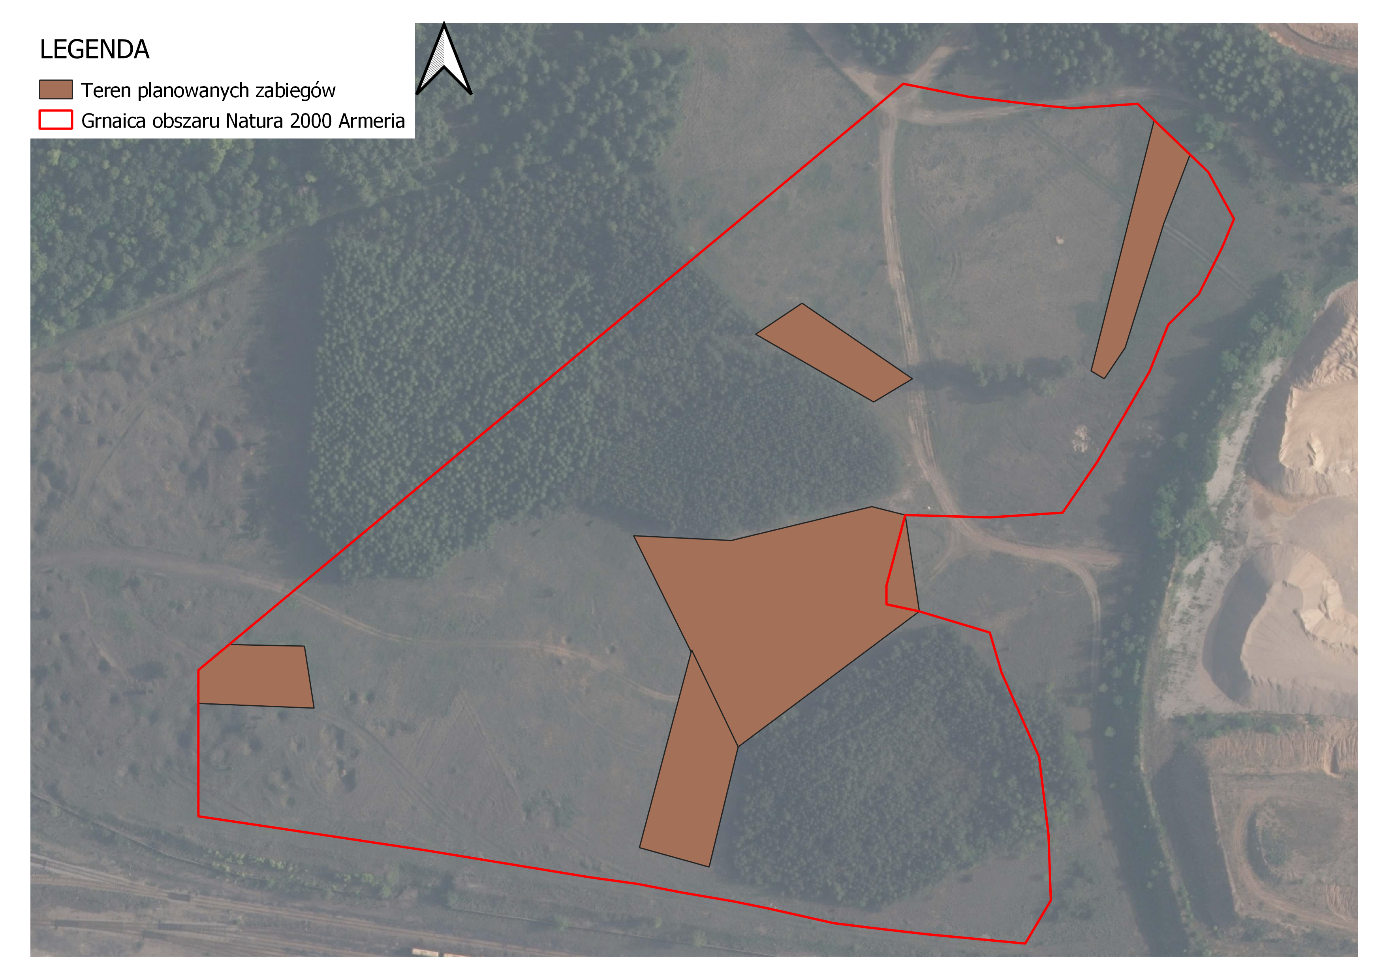 LEGENDA
Teren planowanych zabiegów
Grnaica obszaru Natura 2000 Armeria